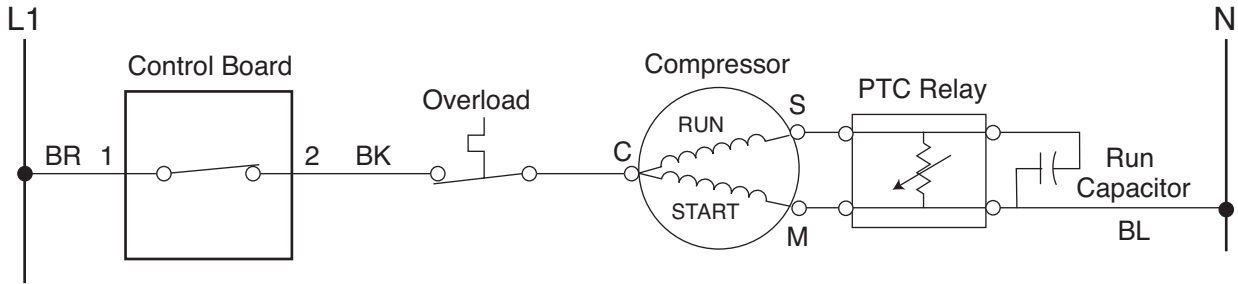 L1
N
Control Board
Overload
Compressor
PTC Relay
BR 1
2 BK
C
RUN
START
S
M
Run
Capacitor
BL